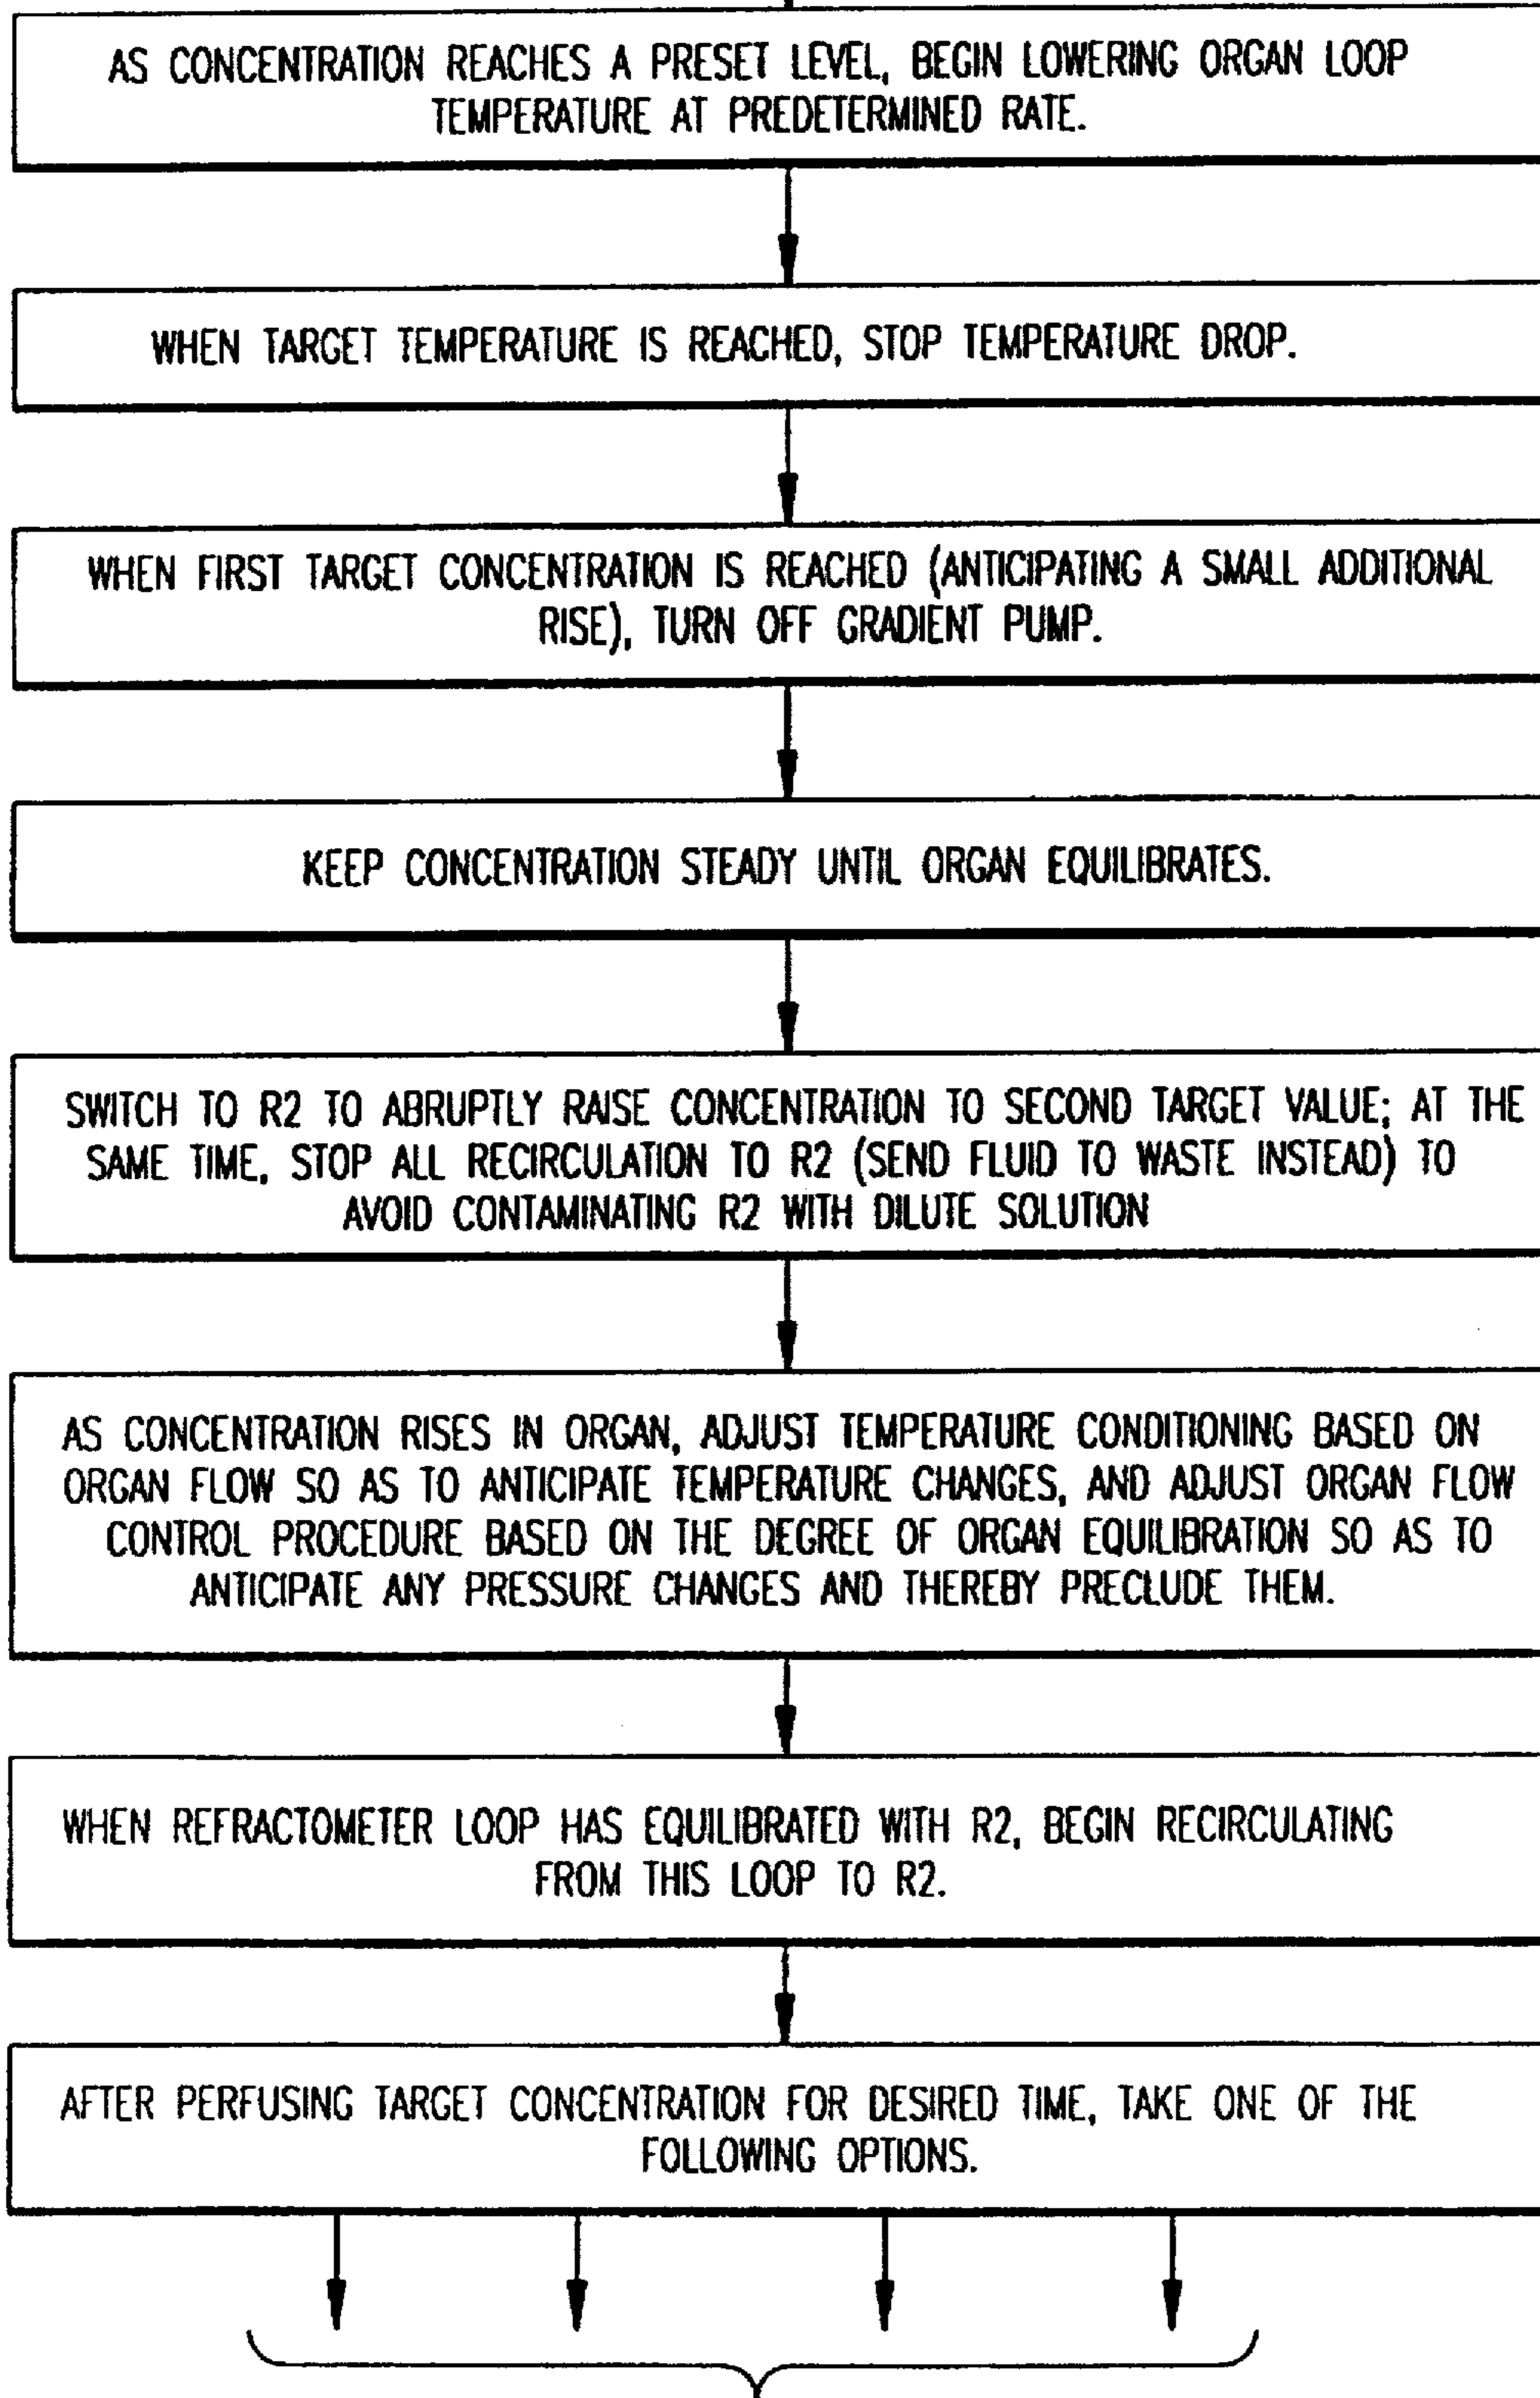 AS CONCENTRATION REACHES A PRESET LEVEL, BEGIN LOWERING ORGAN LOOP
TEMPERATURE AT PREDETERMINED RATE.
WHEN TARGET TEMPERATURE IS REACHED, STOP TEMPERATURE DROP.
WHEN FIRST TARGET CONCENTRATION IS REACHED (ANTICIPATING A SMALL ADDITIONAL
RISE), TURN OFF GRADIENT PUMP.
KEEP CONCENTRATION STEADY UNTIL ORGAN EQUILIBRATES.
SWITCH TO R2 TO ABRUPTLY RAISE CONCENTRATION TO SECOND TARGET VALUE; AT THE
SAME TIME, STOP ALL RECIRCULATION TO R2 (SEND FLUID TO WASTE INSTEAD) TO
AVOID CONTAMINATING R2 WITH DILUTE SOLUTION
AS CONCENTRATION RISES IN ORGAN, ADJUST TEMPERATURE CONDITIONING BASED ON
ORGAN FLOW SO AS TO ANTICIPATE TEMPERATURE CHANGES, AND ADJUST ORGAN FLOW
CONTROL PROCEDURE BASED ON THE DEGREE OF ORGAN EQUILIBRATION SO AS TO
ANTICIPATE ANY PRESSURE CHANGES AND THEREBY PRECLUDE THEM.
WHEN REFRACTOMETER LOOP HAS EQUILIBRATED WITH R2, BEGIN RECIRCULATING
FROM THIS LOOP TO R2.
AFTER PERFUSING TARGET CONCENTRATION FOR DESIRED TIME, TAKE ONE OF THE
FOLLOWING OPTIONS.